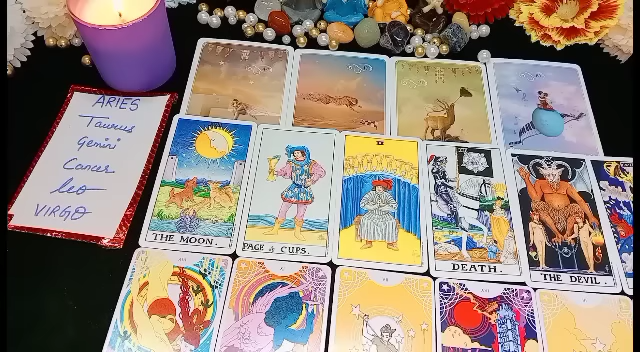 ARIES
Taurus
Gemini
Cancer
leo
VIRGO
THE MOON.
PAGE of CUPS.
DEATH.
THE DEVIL.